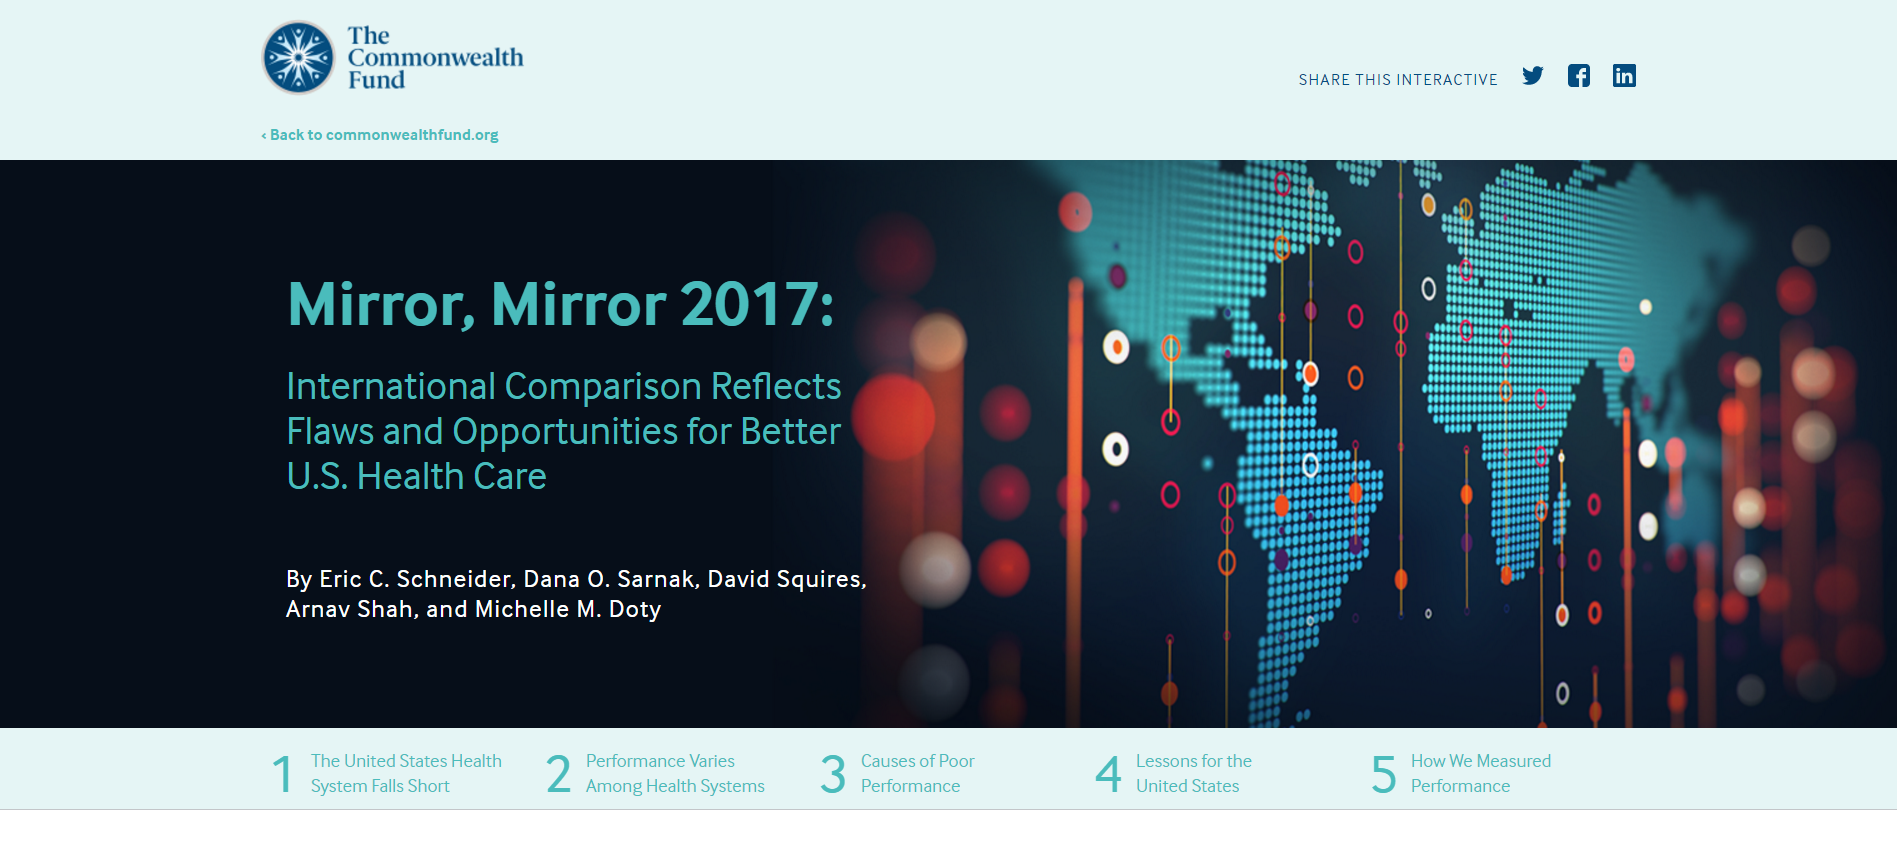 The
Commonwealth
Fund
SHARE THIS INTERACTIVE
‹ Back to commonwealthfund.org
Mirror, Mirror 2017:
International Comparison Reflects
Flaws and Opportunities for Better
U.S. Health Care
By Eric C. Schneider, Dana O. Sarnak, David Squires,
Arnav Shah, and Michelle M. Doty
1
The United States Health
System Falls Short
2
Performance Varies
Among Health Systems
3
Causes of Poor
Performance
4
Lessons for the
United States
5
How We Measured
Performance